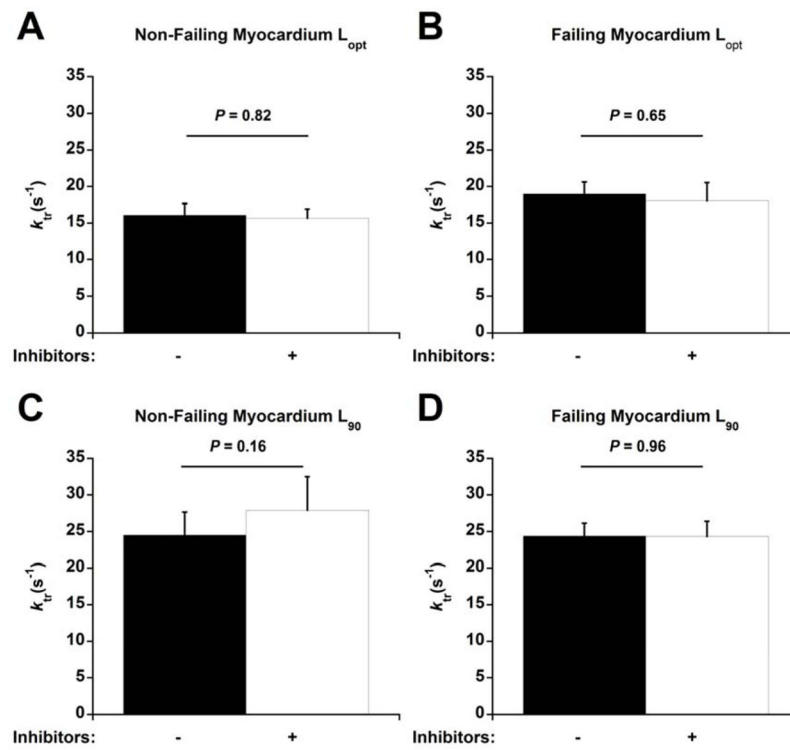 A
Non-Failing Myocardium Lopt
35
30
25
20
15
10
5
0
ktr(s-1)
P = 0.82
Inhibitors: - +
B
Failing Myocardium Lopt
35
30
25
20
15
10
5
0
ktr(s-1)
P = 0.65
- +
C
Non-Failing Myocardium L90
35
30
25
20
15
10
5
0
ktr(s-1)
P = 0.16
Inhibitors: - +
D
Failing Myocardium L90
35
30
25
20
15
10
5
0
ktr(s-1)
P = 0.96
- +